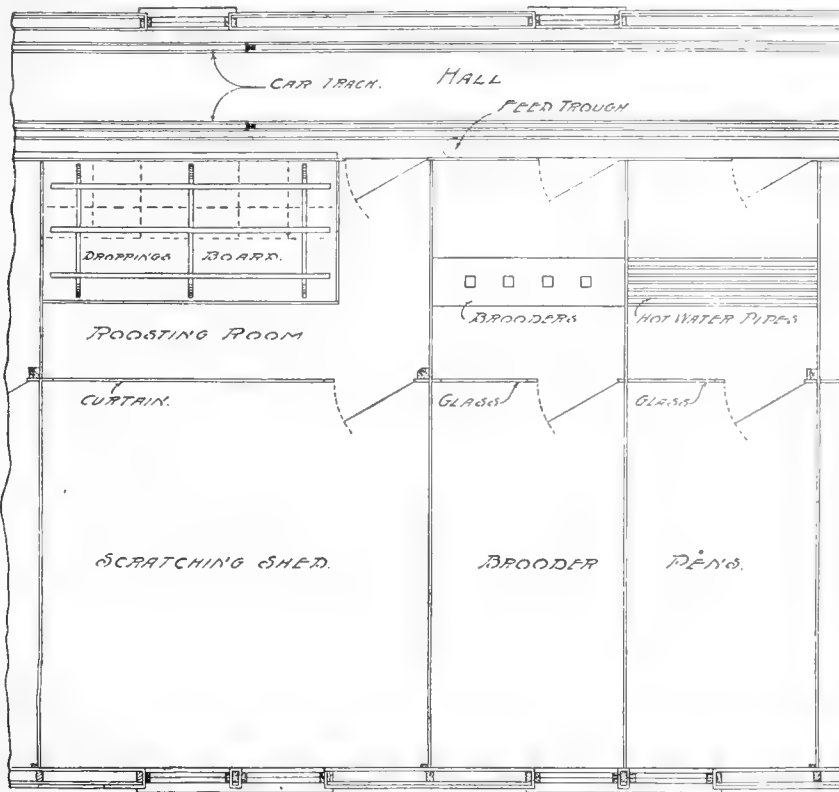 CAR TRACK. HALL
FEED TROUGH
DROPPINGS BOARD.
BROODERS HOT WATER PIPES
ROOSTING ROOM
CURTAIN. GLASS GLASS
SCRATCHING SHED. BROODER PENS.